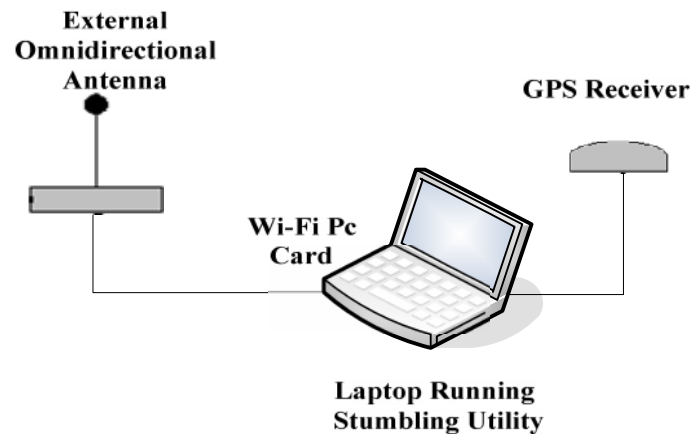 External
Omnidirectional
Antenna
GPS Receiver
Wi-Fi Pc
Card
Laptop Running
Stumbling Utility